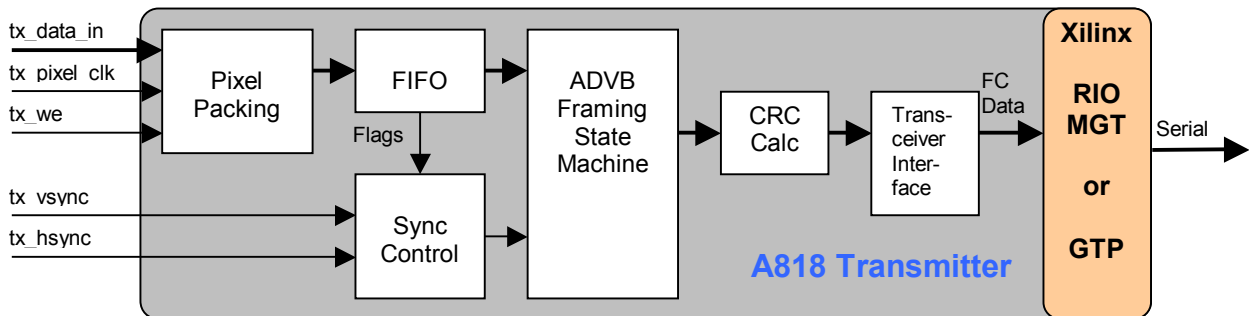 tx_data_in
tx_pixel_clk
tx_we
tx_vsync
tx_hsync
Pixel
Packing
FIFO
Flags
Sync
Control
ADVB
Framing
State
Machine
CRC
Calc
Trans-
ceiver
Inter-
face
FC
Data
A818 Transmitter
Xilinx
RIO
MGT
or
GTP
Serial